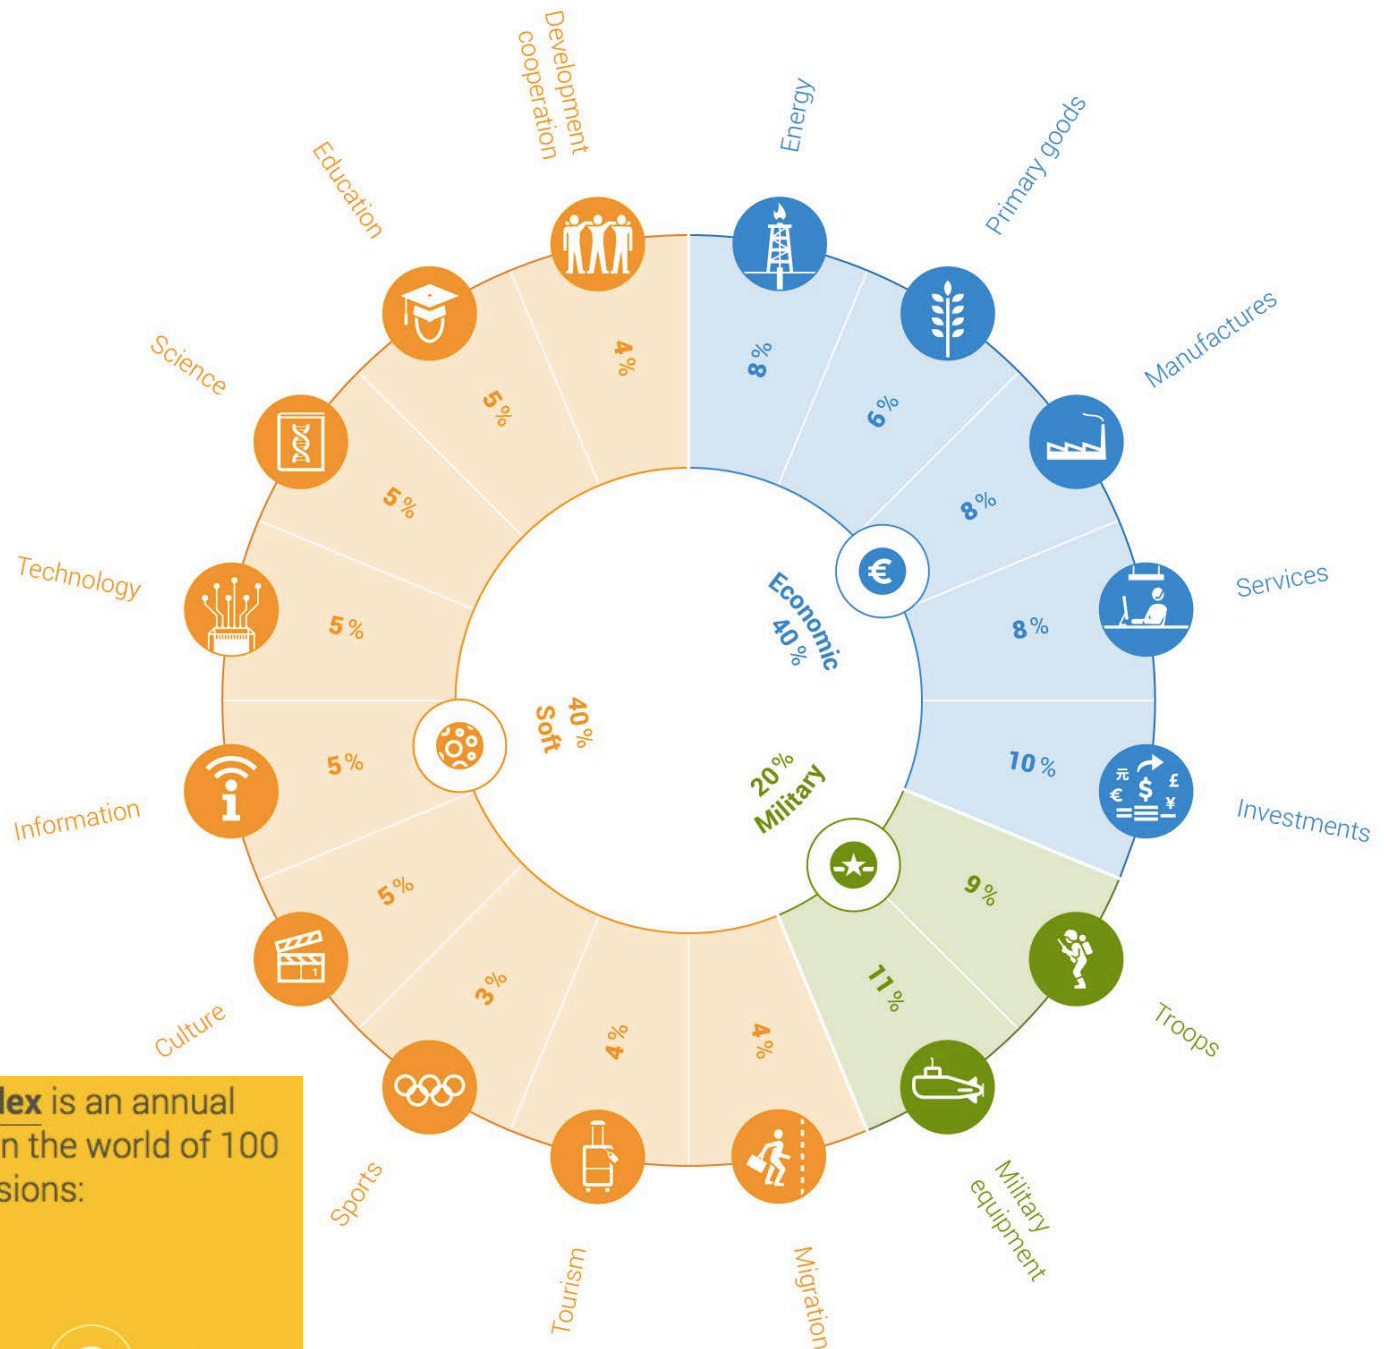 Development
cooperation
Energy
Primary goods
Manufactures
Services
Investments
Troops
Military
equipment
Migration
Tourism
Sports
Culture
Information
Technology
Science
Education
4%
8%
6%
8%
8%
10%
9%
11%
4%
4%
3%
5%
5%
5%
5%
5%
Economic
40%
20%
Military
40%
Soft
€
元
€
$
£
¥
i
1
is an annual
the world of 100